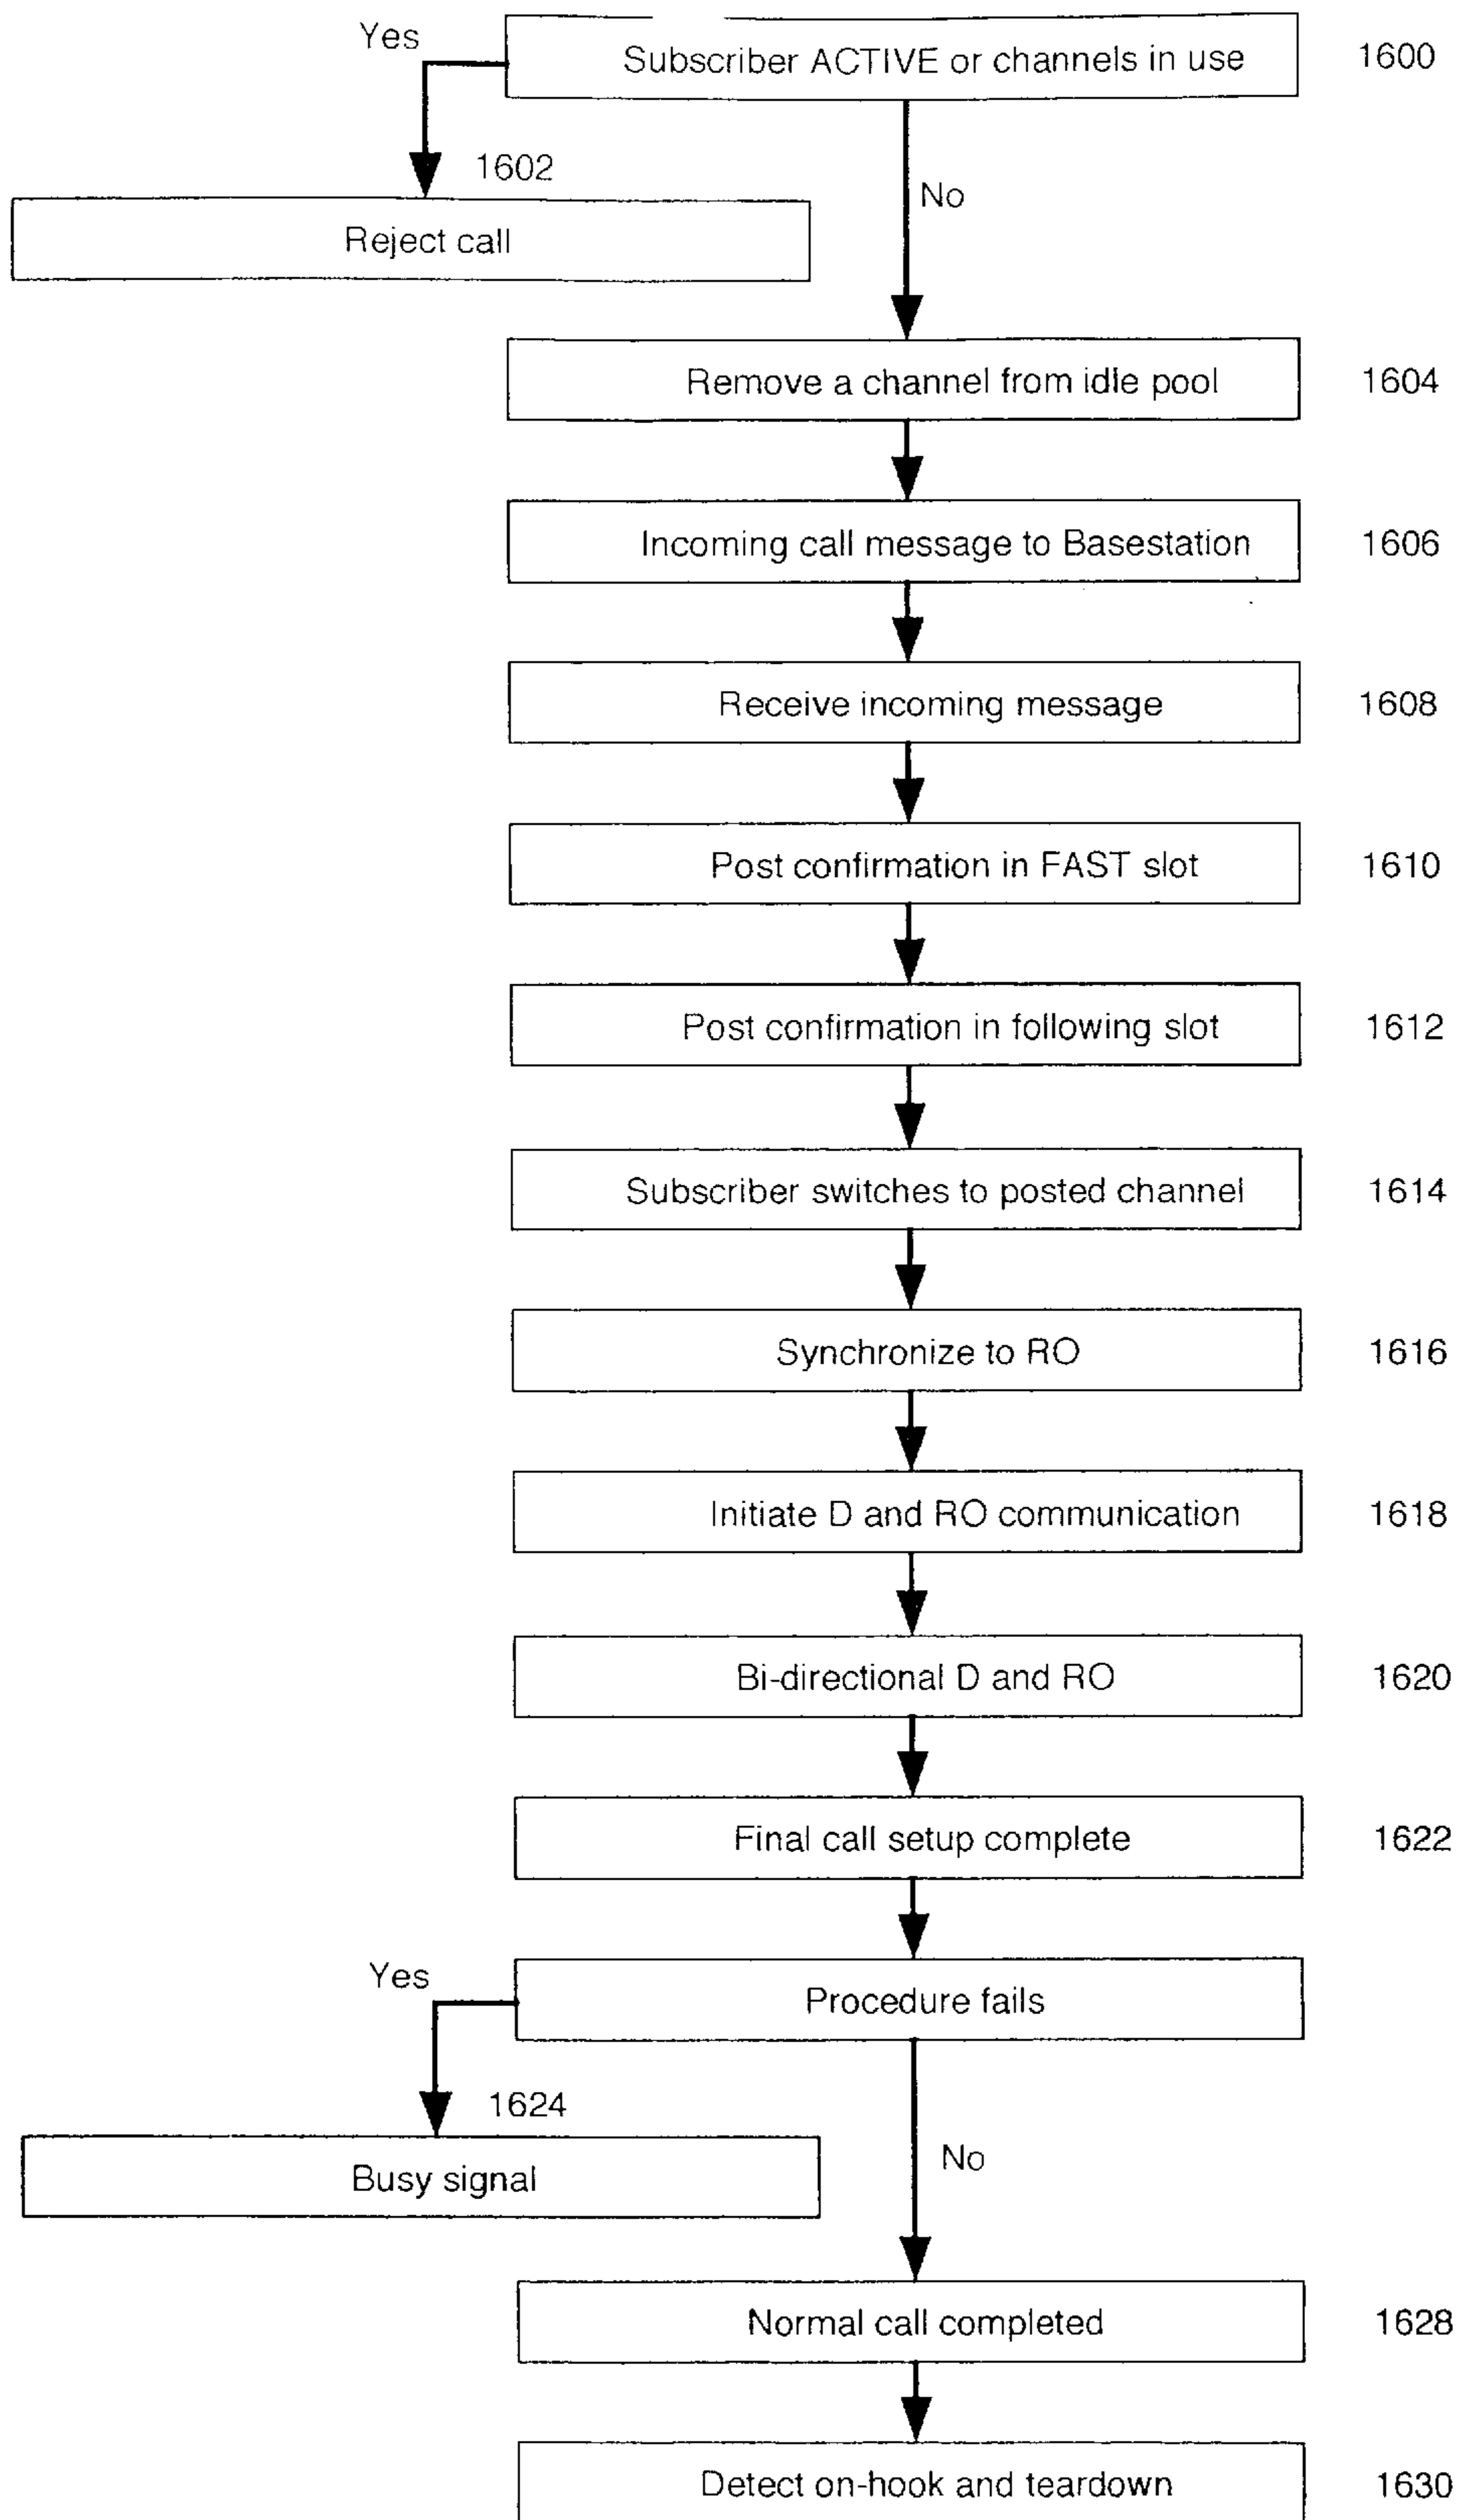 Yes
Subscriber ACTIVE or channels in use 1600
1602
No
Reject call
Remove a channel from idle pool 1604
Incoming call message to Basestation 1606
Receive incoming message 1608
Post confirmation in FAST slot 1610
Post confirmation in following slot 1612
Subscriber switches to posted channel 1614
Synchronize to RO 1616
Initiate D and RO communication 1618
Bi-directional D and RO 1620
Final call setup complete 1622
Yes
Procedure fails
1624
No
Busy signal
Normal call completed 1628
Detect on-hook and teardown 1630